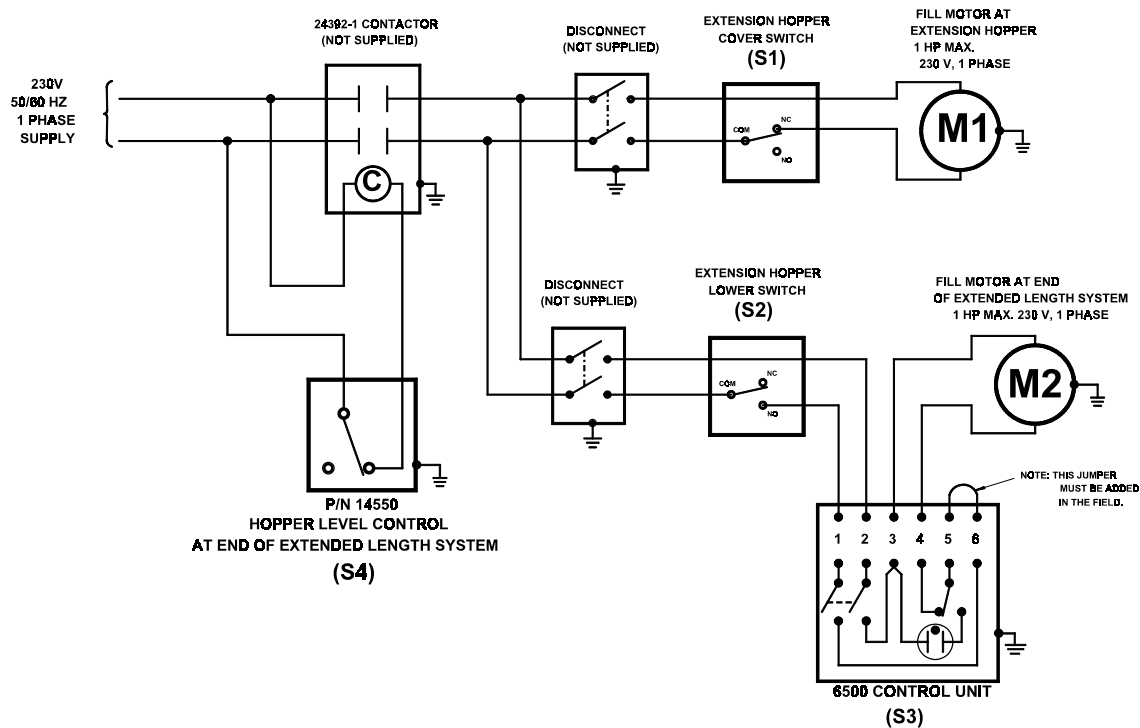 24392-1 CONTACTOR
(NOT SUPPLIED)
DISCONNECT
(NOT SUPPLIED)
EXTENSION HOPPER
COVER SWITCH
(S1)
FILL MOTOR AT
EXTENSION HOPPER
1 HP MAX.
230 V, 1 PHASE
230V
50/60 HZ
1 PHASE
SUPPLY
C
COM
NC
NO
M1
DISCONNECT
(NOT SUPPLIED)
EXTENSION HOPPER
LOWER SWITCH
(S2)
FILL MOTOR AT END
OF EXTENDED LENGTH SYSTEM
1 HP MAX. 230 V, 1 PHASE
COM
NC
NO
M2
P/N 14550
HOPPER LEVEL CONTROL
AT END OF EXTENDED LENGTH SYSTEM
(S4)
NOTE: THIS JUMPER
MUST BE ADDED
IN THE FIELD.
1 2 3 4 5 6
6500 CONTROL UNIT
(S3)